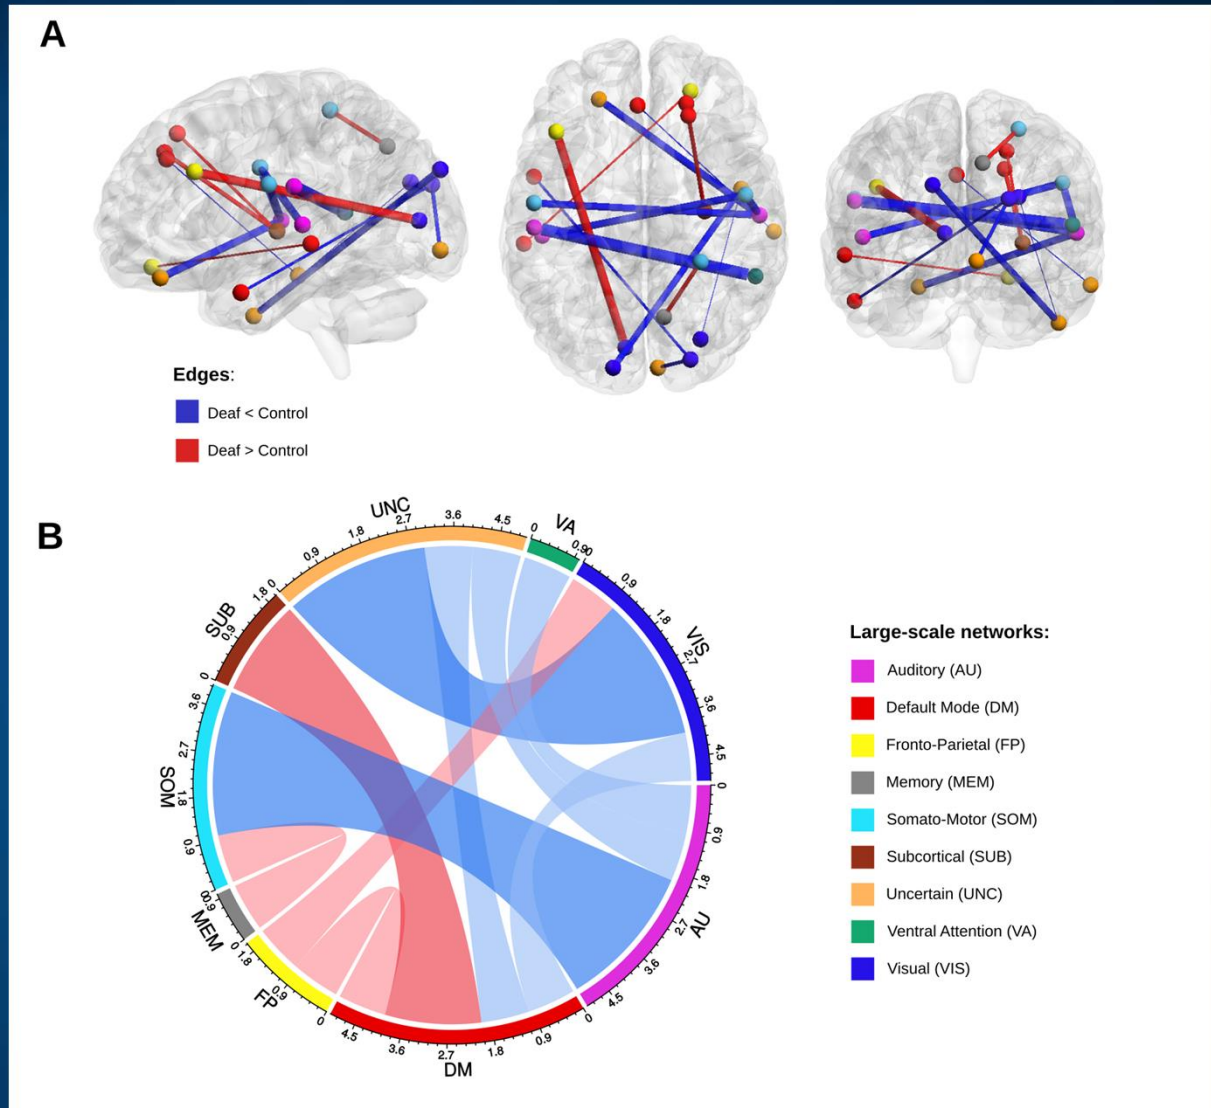 A
Edges:
Deaf < Control
Deaf > Control
B
UNC
0 0.9 1.8 2.7 3.6 4.5
VA
0 0.9
VIS
0 0.9 1.8 2.7 3.6 4.5
AU
0 0.9 1.8 2.7 3.6 4.5
DM
0 0.9 1.8 2.7 3.6 4.5
FP
0 0.9 1.8
MEM
0 0.9
SOM
0 0.9 1.8 2.7 3.6
SUB
0 0.9 1.8
Large-scale networks:
Auditory (AU)
Default Mode (DM)
Fronto-Parietal (FP)
Memory (MEM)
Somato-Motor (SOM)
Subcortical (SUB)
Uncertain (UNC)
Ventral Attention (VA)
Visual (VIS)